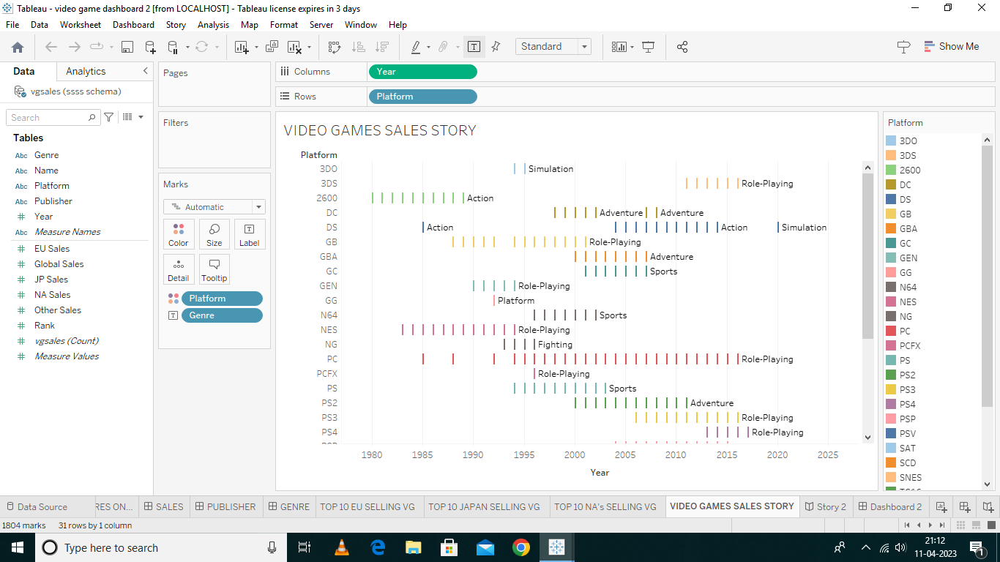 Tableau - video game dashboard 2 [from LOCALHOST] - Tableau license expires in 3 days
File Data Worksheet Dashboard Story Analysis Map Format Server Window Help
Standard
Show Me
Data Analytics
vgsales (ssss schema)
Search
Tables
Abc Genre
Abc Name
Abc Platform
Abc Publisher
Year
Abc Measure Names
EU Sales
Global Sales
JP Sales
NA Sales
Other Sales
Rank
vgsales (Count)
Measure Values
Pages
Filters
Marks
Automatic
Color Size Label
Detail Tooltip
Platform
Genre
Columns Year
Rows Platform
VIDEO GAMES SALES STORY
Platform
3DO Simulation
3DS Role-Playing
2600 Action
DC Adventure Adventure
DS Action Action Simulation
GB Role-Playing
GBA Adventure
GC Sports
GEN Role-Playing
GG Platform
N64 Sports
NES Role-Playing
NG Fighting
PC Role-Playing
PCFX Role-Playing
PS Sports
PS2 Adventure
PS3 Role-Playing
PS4 Role-Playing
1980 1985 1990 1995 2000 2005 2010 2015 2020 2025
Year
Platform
3DO
3DS
2600
DC
DS
GB
GBA
GC
GEN
GG
N64
NES
NG
PC
PCFX
PS
PS2
PS3
PS4
PSP
PSV
SAT
SCD
SNES
Data Source RES ON... SALES PUBLISHER GENRE TOP 10 EU SELLING VG TOP 10 JAPAN SELLING VG TOP 10 NA's SELLING VG VIDEO GAMES SALES STORY Story 2 Dashboard 2
1804 marks 31 rows by 1 column
Type here to search
21:12
11-04-2023
1